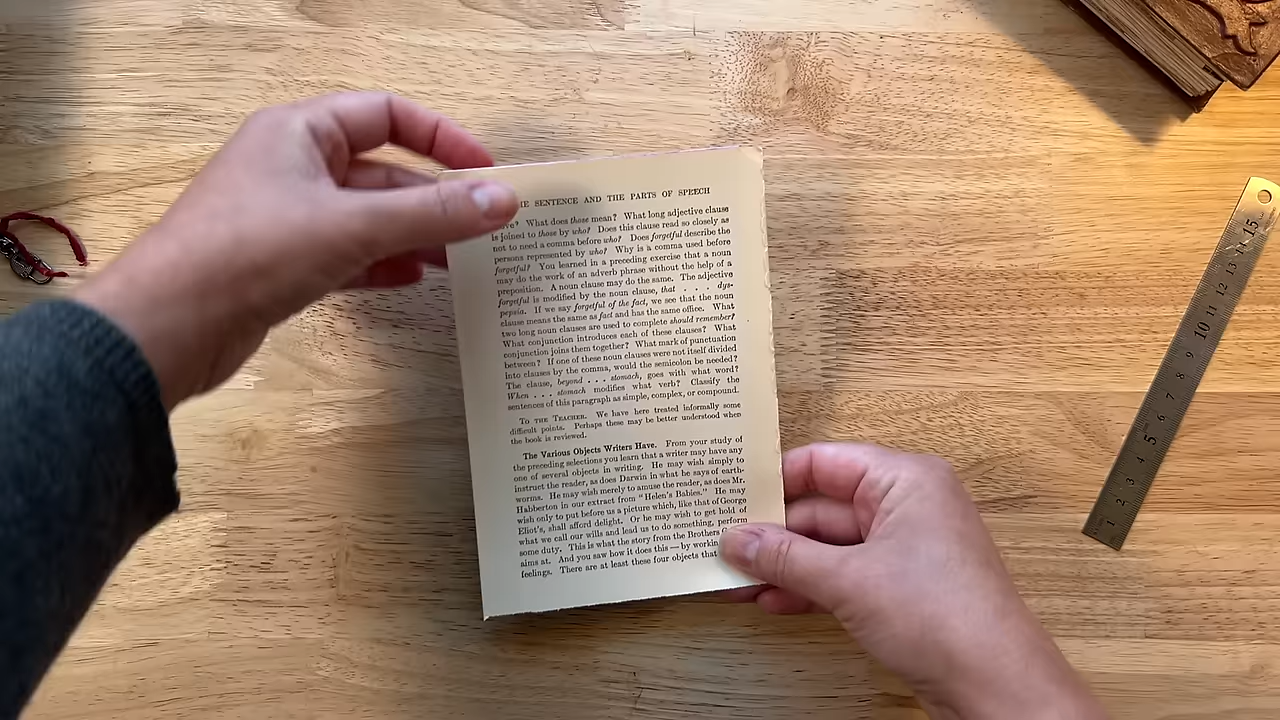 THE SENTENCE AND THE PARTS OF SPEECH
What does those mean? What long adjective clause
is joined to those by who? Does this clause read so closely as
not to need a comma before who? Does forgetful describe the
persons represented by who? Why is a comma used before
forgetful? You learned in a preceding exercise that a noun
may do the work of an adverb phrase without the help of a
preposition. A noun clause may do the same. The adjective
forgetful is modified by the noun clause, that . . . . dys-
pepsia. If we say forgetful of the fact, we see that the noun
clause means the same as fact and has the same office. What
two long noun clauses are used to complete should remember?
What conjunction introduces each of these clauses? What
conjunction joins them together? What mark of punctuation
between? If one of these noun clauses were not itself divided
into clauses by the comma, would the semicolon be needed?
The clause, beyond . . . stomach, goes with what word?
When . . . stomach modifies what verb? Classify the
sentences of this paragraph as simple, complex, or compound.
TO THE TEACHER. We have here treated informally some
difficult points. Perhaps these may be better understood when
the book is reviewed.
The Various Objects Writers Have. From your study of
the preceding selections you learn that a writer may have any
one of several objects in writing. He may wish simply to
instruct the reader, as does Darwin in what he says of earth-
worms. He may wish merely to amuse the reader, as does Mr.
Habberton in our extract from "Helen's Babies." He may
wish only to put before us a picture which, like that of George
Eliot's, shall afford delight. Or he may wish to get hold of
what we call our wills and lead us to do something, perform
some duty. This is what the story from the Brothers
aims at. And you saw how it does this — by
feelings. There are at least these four objects that
1 2 3 4 5 6 7 8 9 10 11 12 13 14 15